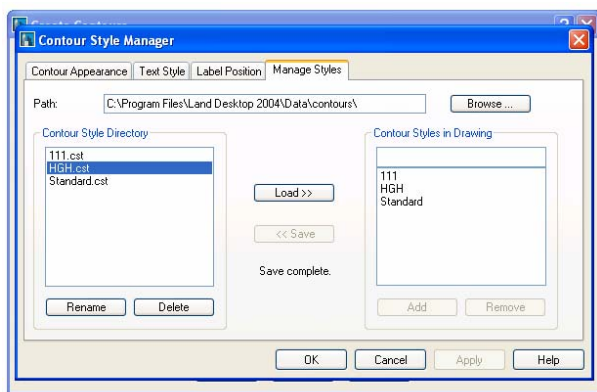 Create Contours
Contour Style Manager
Contour Appearance Text Style Label Position Manage Styles
Path: C:\Program Files\Land Desktop 2004\Data\contours\ Browse ...
Contour Style Directory
111.cst
HGH.cst
Standard.cst
Rename Delete
Load >>
<< Save
Save complete.
Contour Styles in Drawing
111
HGH
Standard
Add Remove
OK Cancel Apply Help